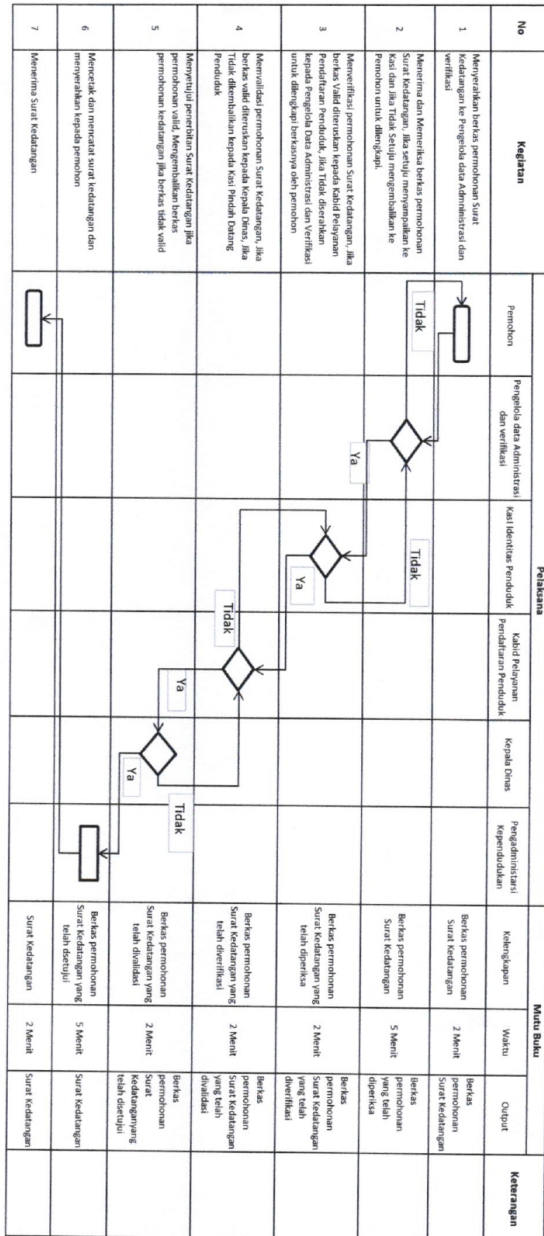 No
Kegiatan
Pelaksana
Mutu Buku
Keterangan
Pemohon
Pengelola data Administrasi
dan verifikasi
Kasi Identitas Penduduk
Kabid Pelayanan
Pendaftaran Penduduk
Kepala Dinas
Pengadministarsi
Kependudukan
Kelengkapan
Waktu
Output
1
Menyerahkan berkas permohonan Surat
Kedatangan ke Pengelola data Administrasi dan
verifikasi
Berkas permohonan
Surat Kedatangan
2 Menit
Berkas
permohonan
Surat Kedatangan
2
Menerima dan Memeriksa berkas permohonan
Surat Kedatangan, Jika setuju menyampaikan ke
Kasi dan Jika Tidak Setuju mengembalikan ke
Pemohon untuk dilengkapi.
Tidak
Ya
Tidak
Berkas permohonan
Surat Kedatangan
5 Menit
Berkas
permohonan
yang telah
diperiksa
3
Menverifikasi permohonan Surat Kedatangan, Jika
berkas Valid diteruskan kepada Kabid Pelayanan
Pendaftaran Penduduk, Jika Tidak diserahkan
kepada Pengelola Data Administrasi dan Verifikasi
untuk dilengkapi berkasnya oleh pemohon
Ya
Berkas permohonan
Surat Kedatangan yang
telah diperiksa
2 Menit
Berkas
permohonan
Surat Kedatangan
yang telah
diverifikasi
4
Memvalidasi permohonan Surat Kedatangan, Jika
berkas valid diteruskan kepada Kepala Dinas, Jika
Tidak dikembalikan kepada Kasi Pindah Datang
Penduduk
Tidak
Ya
Berkas permohonan
Surat Kedatangan yang
telah diverifikasi
2 Menit
Berkas
permohonan
Surat Kedatangan
yang telah
divalidasi
5
Menyetujui penerbitan Surat Kedatangan jika
permohonan valid, Mengembalikan berkas
permohonan kedatangan jika berkas tidak valid
Ya
Tidak
Berkas permohonan
Surat Kedatangan yang
telah divalidasi
2 Menit
Berkas
permohonan
Surat
Kedatanganyang
telah disetujui
6
Mencetak dan mencatat surat kedatangan dan
menyerahkan kepada pemohon
Berkas permohonan
Surat Kedatangan yang
telah dsetujui
5 Menit
Surat Kedatangan
7
Menerima Surat Kedatangan
Surat Kedatangan
2 Menit
Surat Kedatangan